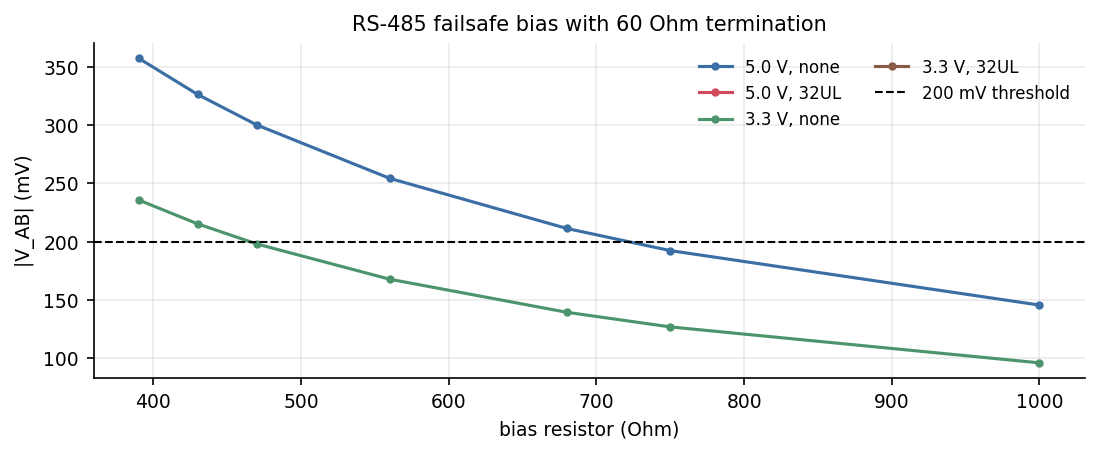 RS-485 failsafe bias with 60 Ohm termination
|V_AB| (mV)
350
300
250
200
150
100
5.0 V, none
5.0 V, 32UL
3.3 V, none
3.3 V, 32UL
200 mV threshold
400 500 600 700 800 900 1000
bias resistor (Ohm)